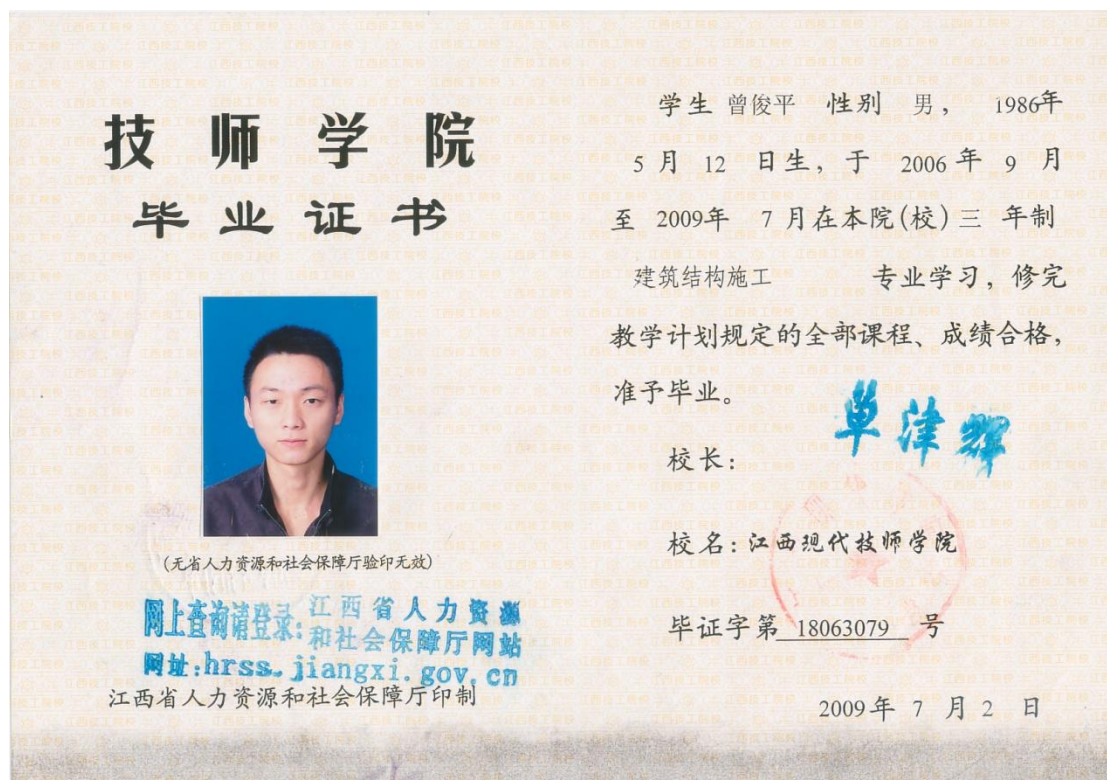 技师学院
毕业证书
(无省人力资源和社会保障厅验印无效)
网上查询请登录:江西省人力资源
和社会保障厅网站
网址:hrss.jiangxi.gov.cn
江西省人力资源和社会保障厅印制
学生 曾俊平 性别 男, 1986年
5 月 12 日生,于 2006 年 9 月
至 2009年 7 月在本院(校)三 年制
建筑结构施工 专业学习,修完
教学计划规定的全部课程、成绩合格,
准予毕业。
校长:单津辉
校名:江西现代技师学院
毕证字第 18063079 号
2009年 7 月 2 日